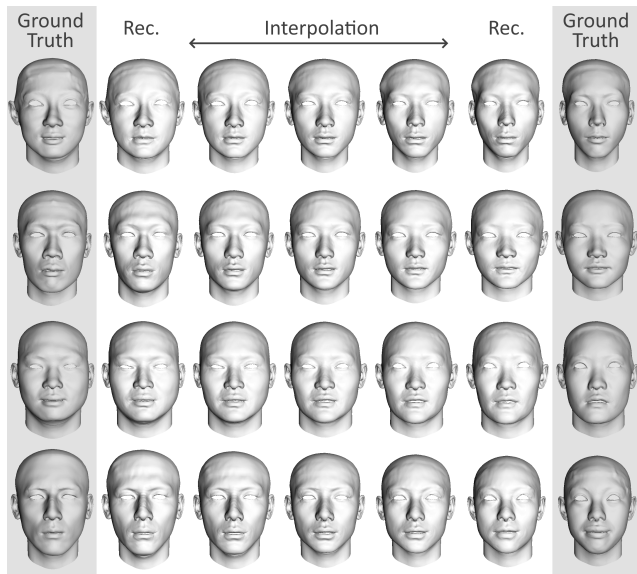 Ground
Truth
Rec.
Interpolation
Rec.
Ground
Truth